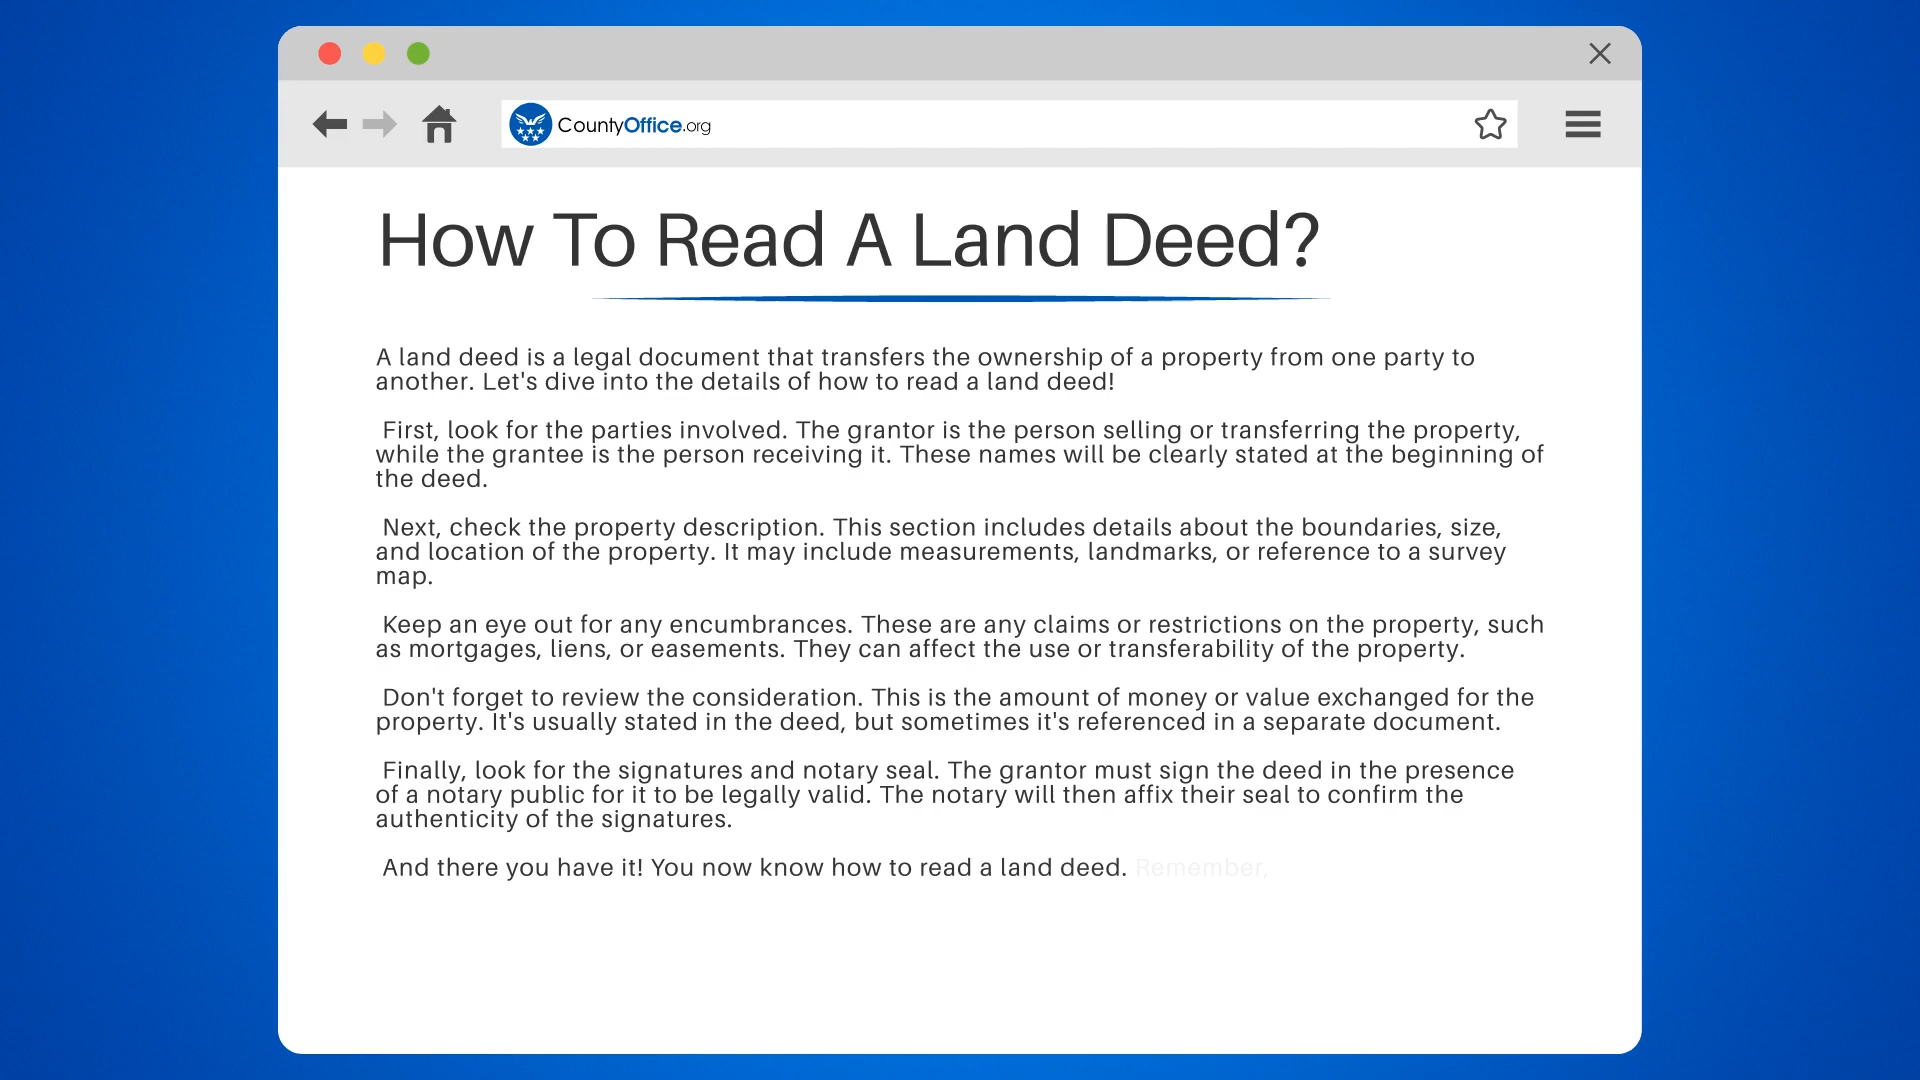 CountyOffice.org
How To Read A Land Deed?
A land deed is a legal document that transfers the ownership of a property from one party to
another. Let's dive into the details of how to read a land deed!
First, look for the parties involved. The grantor is the person selling or transferring the property,
while the grantee is the person receiving it. These names will be clearly stated at the beginning of
the deed.
Next, check the property description. This section includes details about the boundaries, size,
and location of the property. It may include measurements, landmarks, or reference to a survey
map.
Keep an eye out for any encumbrances. These are any claims or restrictions on the property, such
as mortgages, liens, or easements. They can affect the use or transferability of the property.
Don't forget to review the consideration. This is the amount of money or value exchanged for the
property. It's usually stated in the deed, but sometimes it's referenced in a separate document.
Finally, look for the signatures and notary seal. The grantor must sign the deed in the presence
of a notary public for it to be legally valid. The notary will then affix their seal to confirm the
authenticity of the signatures.
And there you have it! You now know how to read a land deed. Remember,